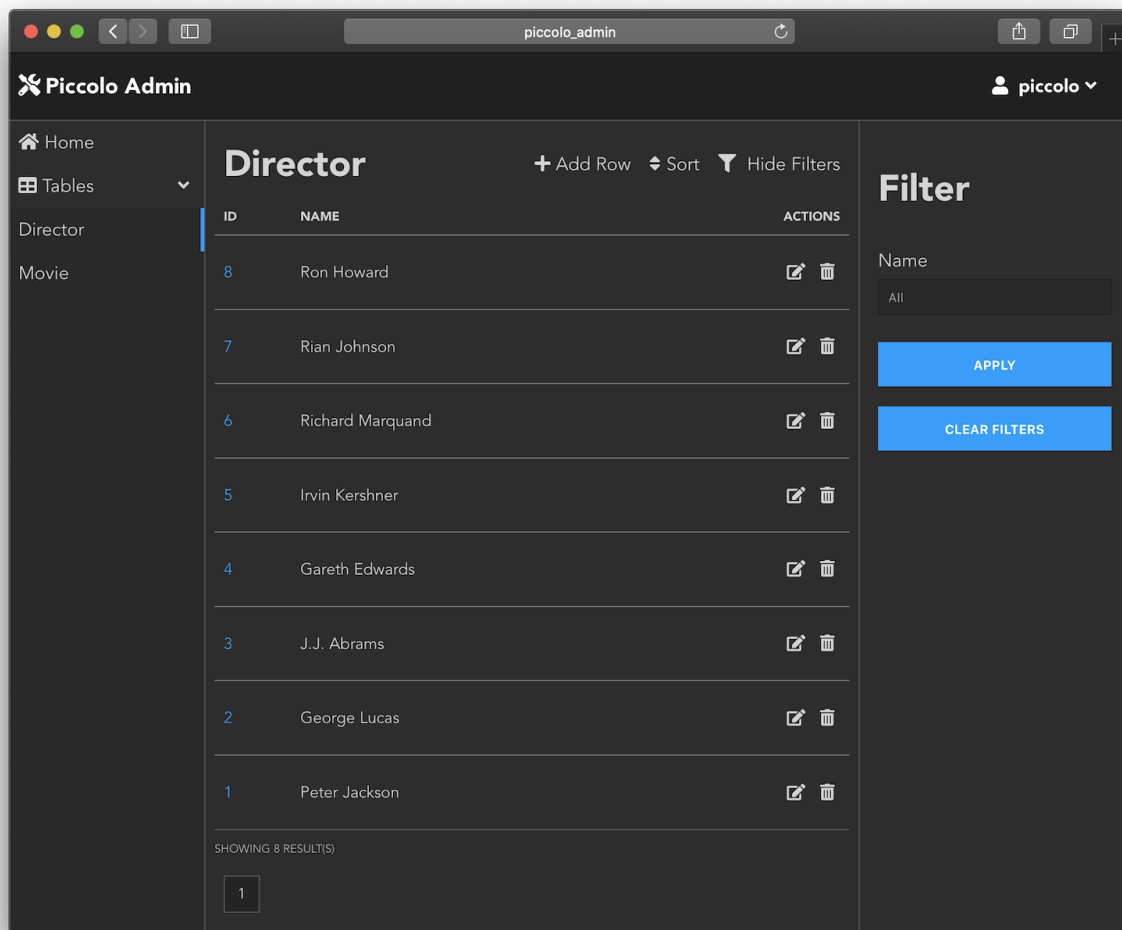 piccolo_admin
Piccolo Admin
piccolo
Home
Tables
Director
Movie
Director
Add Row Sort Hide Filters
ID NAME ACTIONS
8 Ron Howard
7 Rian Johnson
6 Richard Marquand
5 Irvin Kershner
4 Gareth Edwards
3 J.J. Abrams
2 George Lucas
1 Peter Jackson
SHOWING 8 RESULT(S)
1
Filter
Name
All
APPLY
CLEAR FILTERS